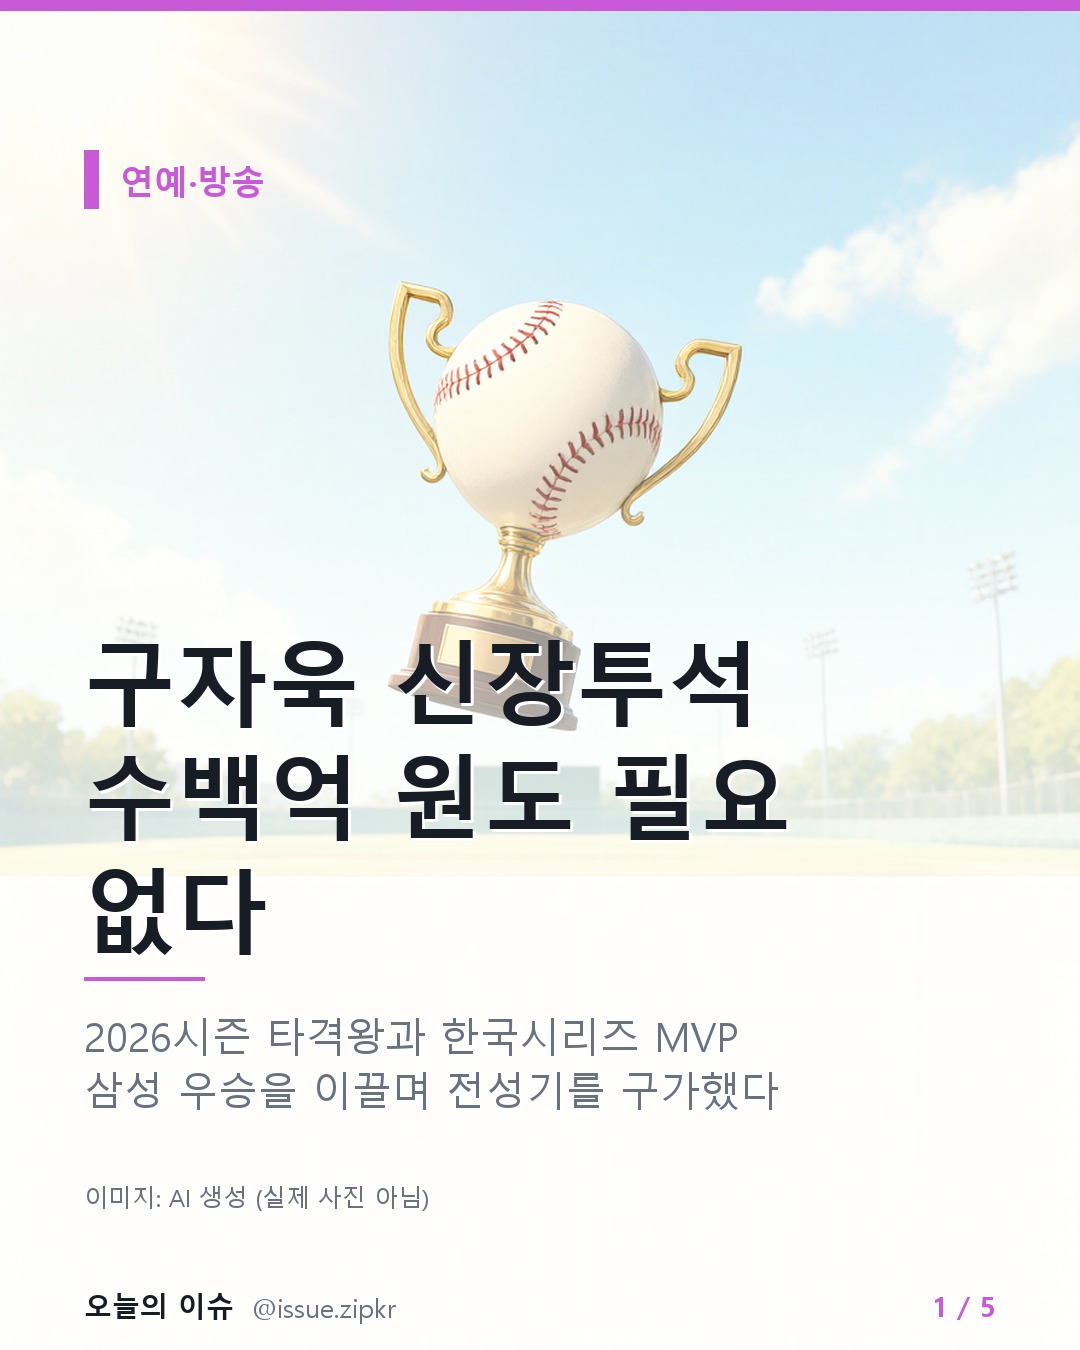 연예·방송
구자욱 신장투석
수백억 원도 필요
없다
2026시즌 타격왕과 한국시리즈 MVP
삼성 우승을 이끌며 전성기를 구가했다
이미지: AI 생성 (실제 사진 아님)
오늘의 이슈 @issue.zipkr
1 / 5